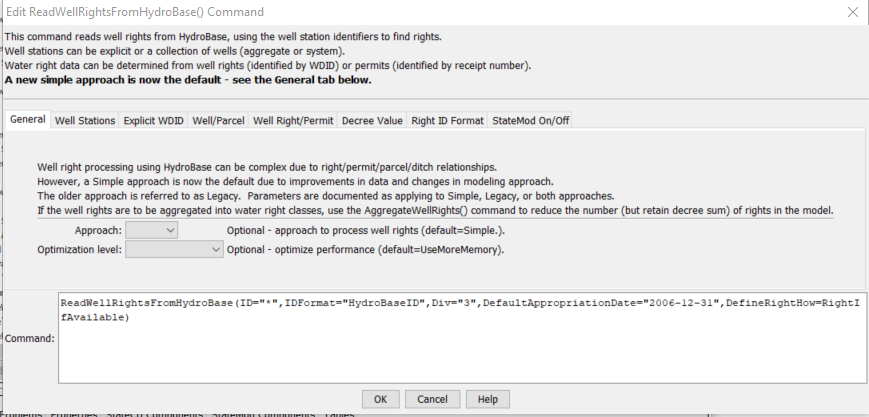 Edit ReadWellRightsFromHydroBase() Command
This command reads well rights from HydroBase, using the well station identifiers to find rights.
Well stations can be explicit or a collection of wells (aggregate or system).
Water right data can be determined from well rights (identified by WDID) or permits (identified by receipt number).
A new simple approach is now the default - see the General tab below.
General Well Stations Explicit WDID Well/Parcel Well Right/Permit Decree Value Right ID Format StateMod On/Off
Well right processing using HydroBase can be complex due to right/permit/parcel/ditch relationships.
However, a Simple approach is now the default due to improvements in data and changes in modeling approach.
The older approach is referred to as Legacy.  Parameters are documented as applying to Simple, Legacy, or both approaches.
If the well rights are to be aggregated into water right classes, use the AggregateWellRights() command to reduce the number (but retain decree sum) of rights in the model.
Approach: Optional - approach to process well rights (default=Simple.).
Optimization level: Optional - optimize performance (default=UseMoreMemory).
ReadWellRightsFromHydroBase(ID="*",IDFormat="HydroBaseID",Div="3",DefaultAppropriationDate="2006-12-31",DefineRightHow=RightI
fAvailable)
Command:
OK Cancel Help
Problems Properties StateCU Components StateMod Components Tables